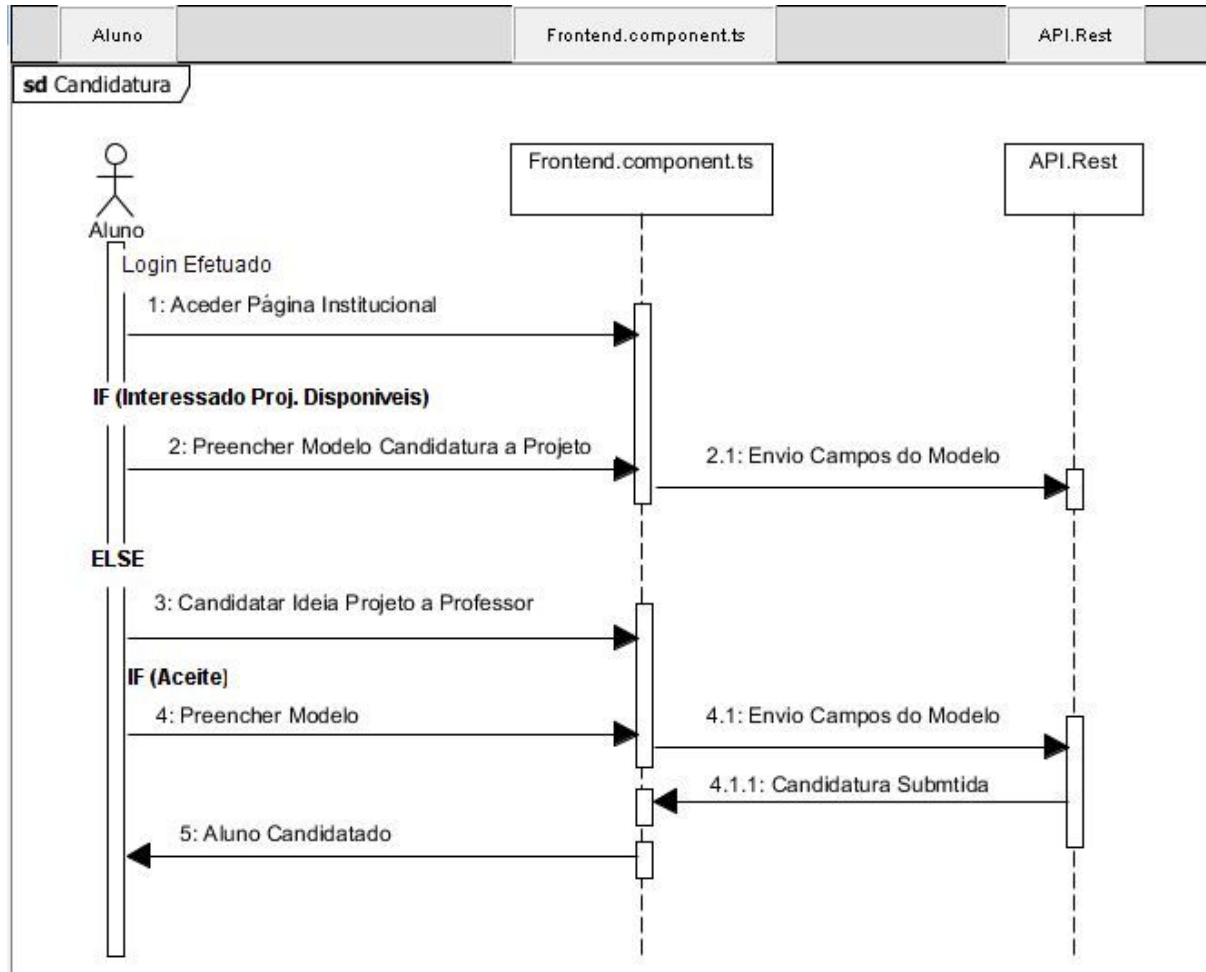 Aluno
Frontend.component.ts
API.Rest
sd Candidatura
Frontend.component.ts
API.Rest
Aluno
Login Efetuado
1: Aceder Página Institucional
IF (Interessado Proj. Disponiveis)
2: Preencher Modelo Candidatura a Projeto
2.1: Envio Campos do Modelo
ELSE
3: Candidatar Ideia Projeto a Professor
IF (Aceite)
4: Preencher Modelo
4.1: Envio Campos do Modelo
4.1.1: Candidatura Submtida
5: Aluno Candidatado